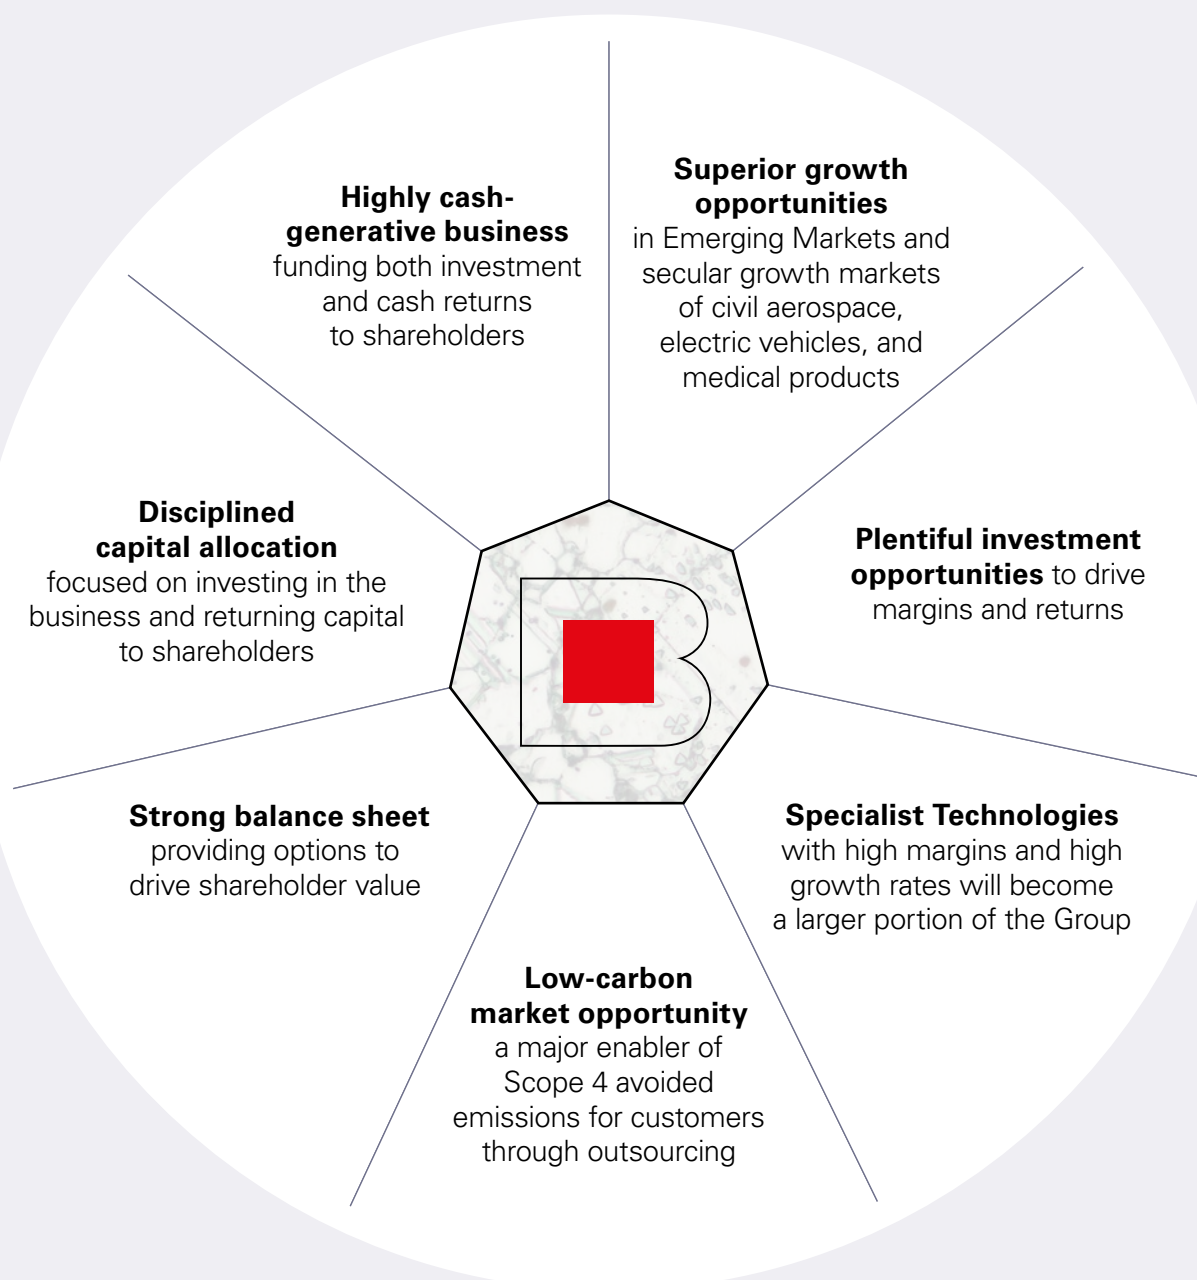 Highly cash-
generative business
funding both investment
and cash returns
to shareholders
Superior growth
opportunities
in Emerging Markets and
secular growth markets
of civil aerospace,
electric vehicles, and
medical products
Plentiful investment
opportunities to drive
margins and returns
Specialist Technologies
with high margins and high
growth rates will become
a larger portion of the Group
Low-carbon
market opportunity
a major enabler of
Scope 4 avoided
emissions for customers
through outsourcing
Strong balance sheet
providing options to
drive shareholder value
Disciplined
capital allocation
focused on investing in the
business and returning capital
to shareholders
B